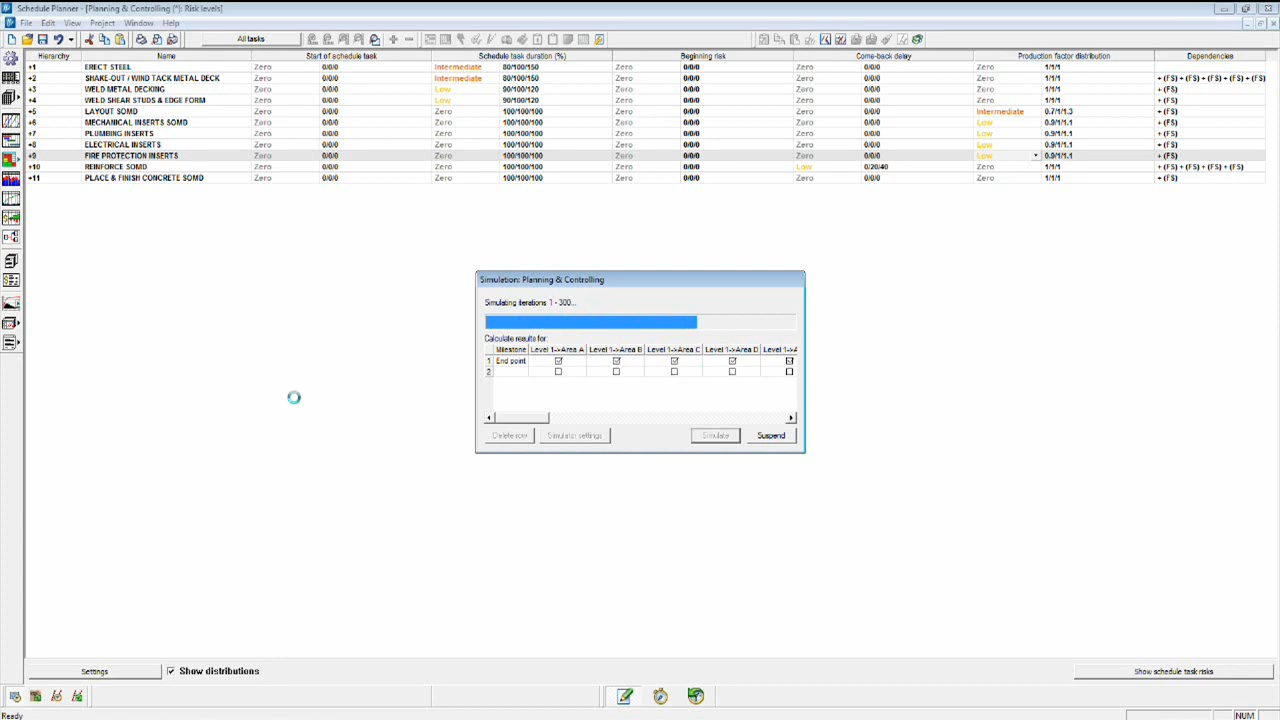 Schedule Planner - [Planning & Controlling (*): Risk levels]
File Edit View Project Window Help
All tasks
Hierarchy Name Start of schedule task Schedule task duration (%) Beginning risk Come-back delay Production factor distribution Dependencies
+1 ERECT STEEL Zero 0/0/0 Intermediate 80/100/150 Zero 0/0/0 Zero 0/0/0 Zero 1/1/1
+2 SHAKE-OUT / WIND TACK METAL DECK Zero 0/0/0 Intermediate 80/100/150 Zero 0/0/0 Zero 0/0/0 Zero 1/1/1 + (FS) + (FS) + (FS) + (FS) + (FS)
+3 WELD METAL DECKING Zero 0/0/0 Low 90/100/120 Zero 0/0/0 Zero 0/0/0 Zero 1/1/1 + (FS)
+4 WELD SHEAR STUDS & EDGE FORM Zero 0/0/0 Low 90/100/120 Zero 0/0/0 Zero 0/0/0 Zero 1/1/1 + (FS)
+5 LAYOUT SOMD Zero 0/0/0 Zero 100/100/100 Zero 0/0/0 Zero 0/0/0 Intermediate 0.7/1/1.3 + (FS)
+6 MECHANICAL INSERTS SOMD Zero 0/0/0 Zero 100/100/100 Zero 0/0/0 Zero 0/0/0 Low 0.9/1/1.1 + (FS)
+7 PLUMBING INSERTS Zero 0/0/0 Zero 100/100/100 Zero 0/0/0 Zero 0/0/0 Low 0.9/1/1.1 + (FS)
+8 ELECTRICAL INSERTS Zero 0/0/0 Zero 100/100/100 Zero 0/0/0 Zero 0/0/0 Low 0.9/1/1.1 + (FS)
+9 FIRE PROTECTION INSERTS Zero 0/0/0 Zero 100/100/100 Zero 0/0/0 Zero 0/0/0 Low 0.9/1/1.1 + (FS)
+10 REINFORCE SOMD Zero 0/0/0 Zero 100/100/100 Zero 0/0/0 Low 0/20/40 Zero 1/1/1 + (FS) + (FS) + (FS) + (FS)
+11 PLACE & FINISH CONCRETE SOMD Zero 0/0/0 Zero 100/100/100 Zero 0/0/0 Zero 0/0/0 Zero 1/1/1 + (FS)
Simulation: Planning & Controlling
Simulating iterations 1 - 300...
Calculate results for:
Milestone Level 1->Area A Level 1->Area B Level 1->Area C Level 1->Area D Level 1->A
1 End point
2
Delete row Simulator settings Simulate Suspend
Settings Show distributions Show schedule task risks
Ready NUM